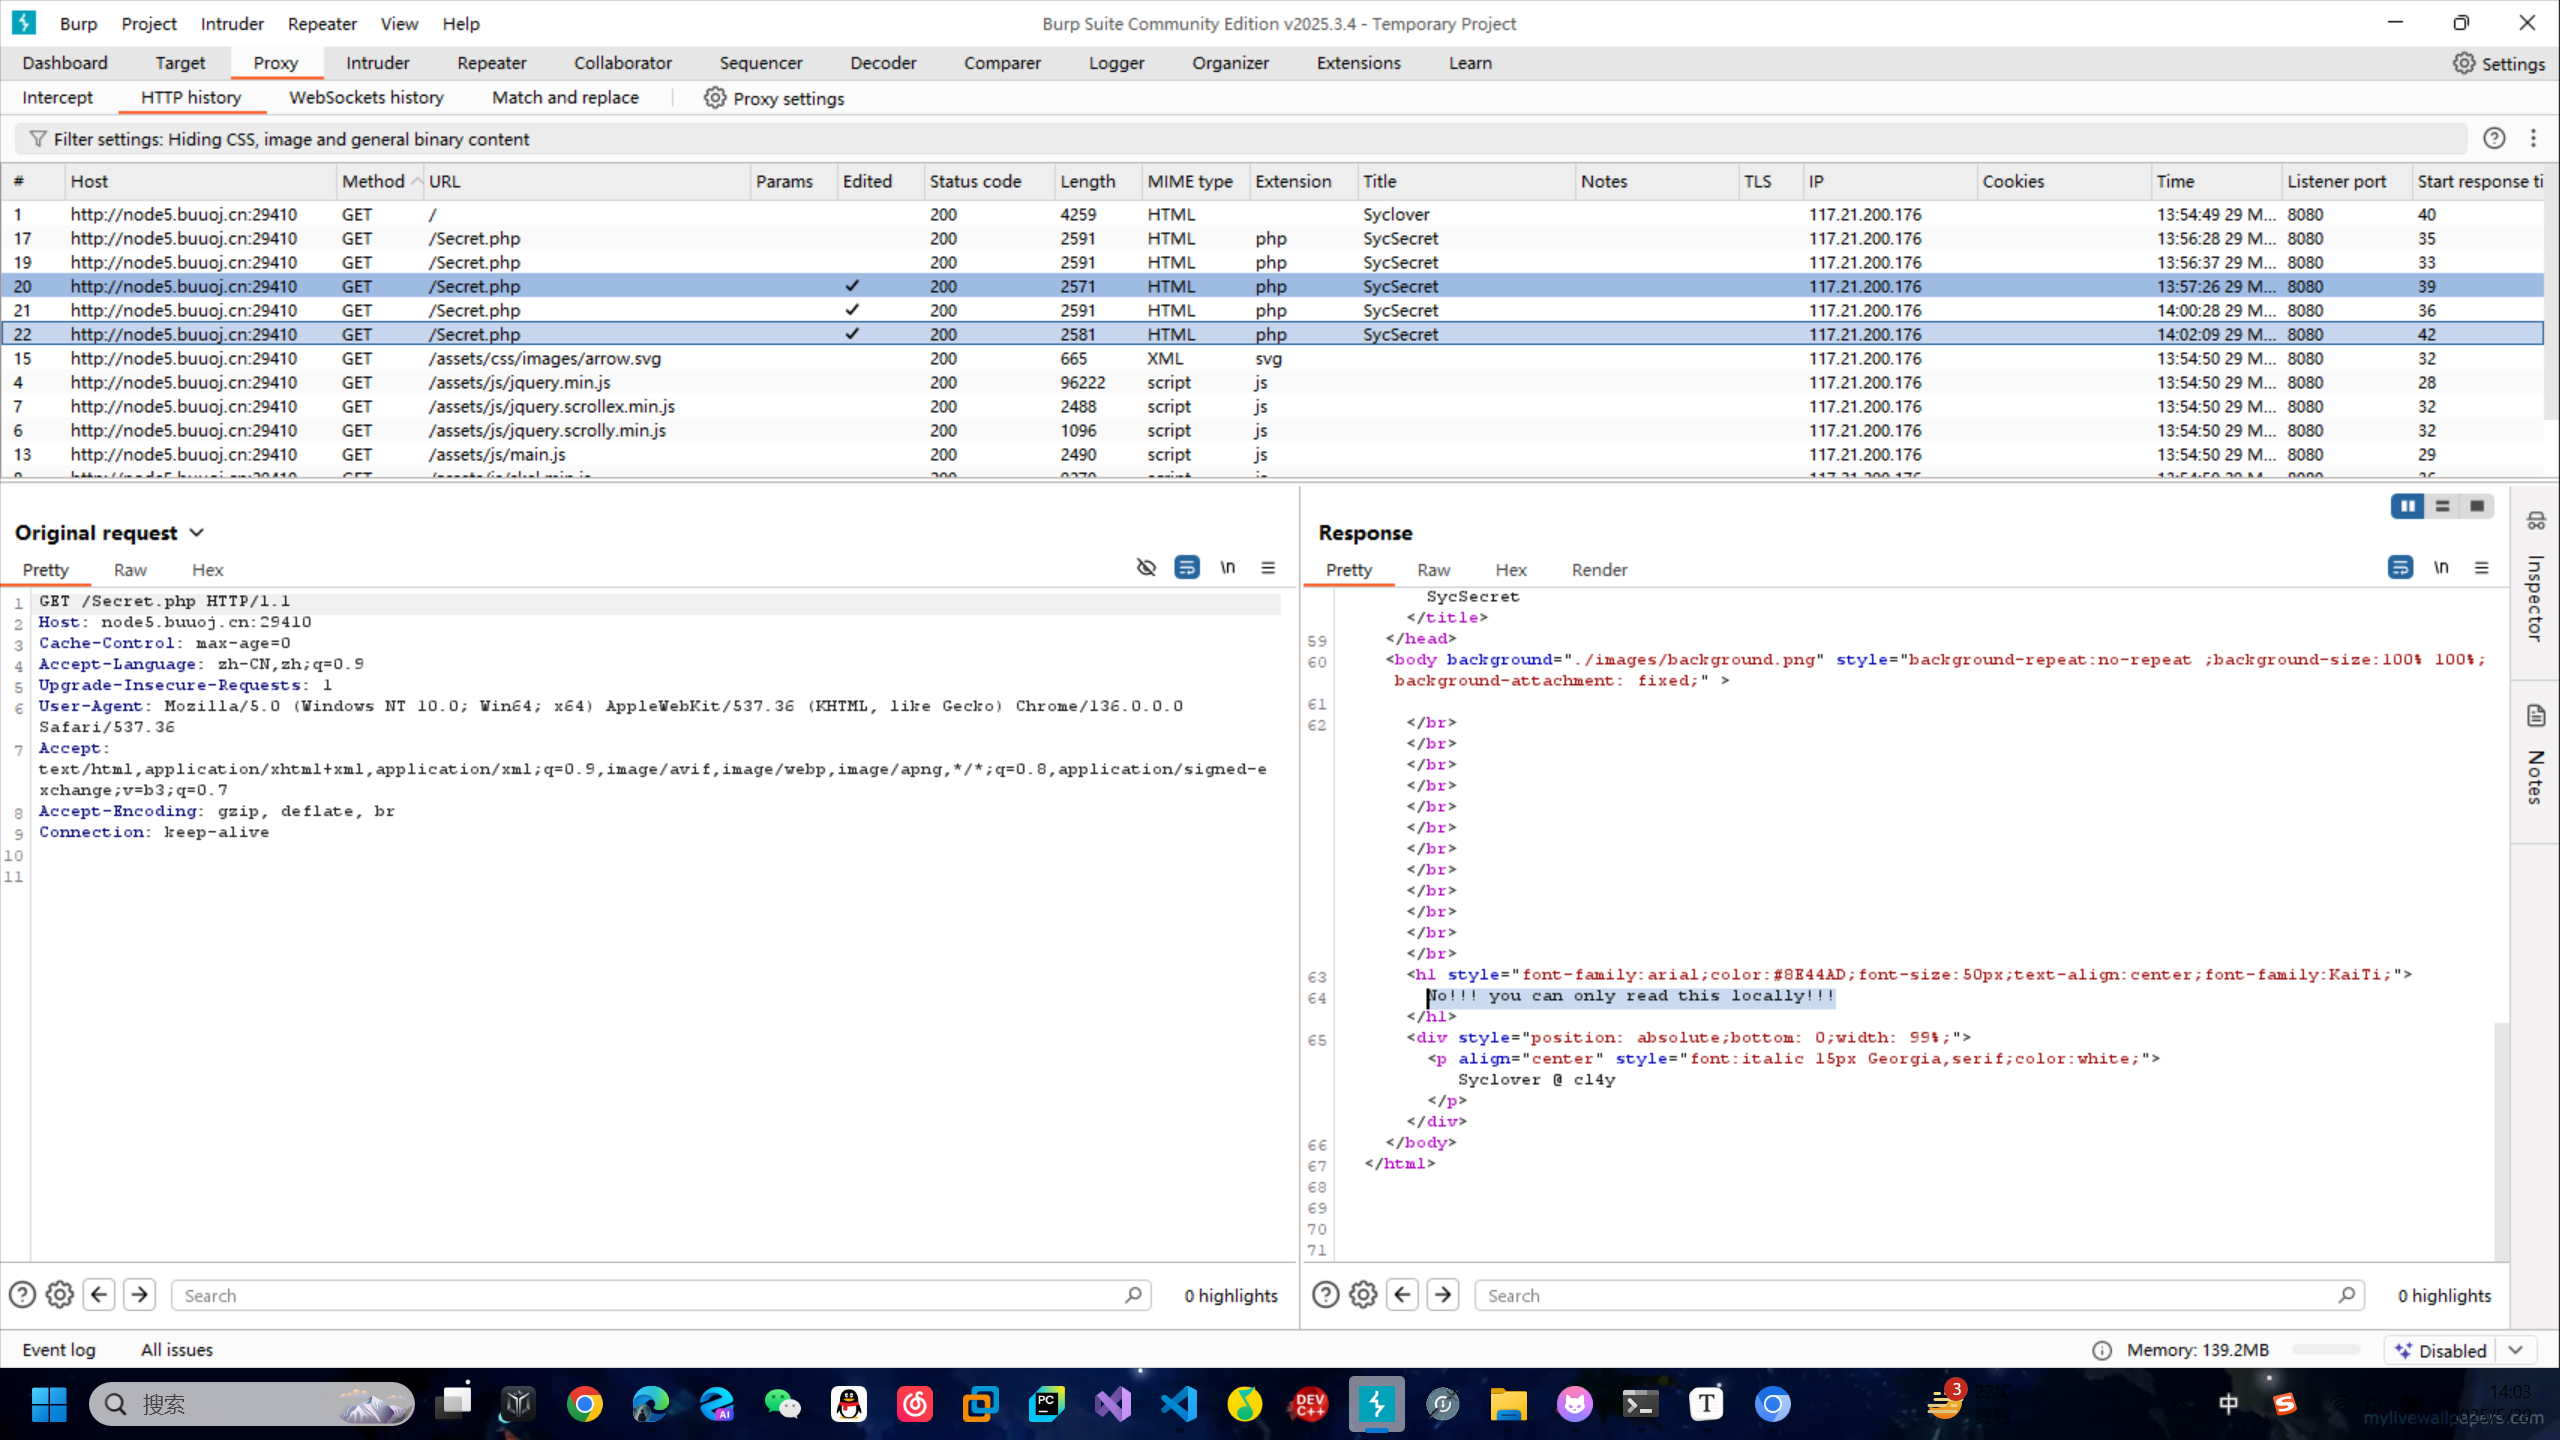 Burp Project Intruder Repeater View Help Burp Suite Community Edition v2025.3.4 - Temporary Project
Dashboard Target Proxy Intruder Repeater Collaborator Sequencer Decoder Comparer Logger Organizer Extensions Learn Settings
Intercept HTTP history WebSockets history Match and replace Proxy settings
Filter settings: Hiding CSS, image and general binary content
# Host Method URL Params Edited Status code Length MIME type Extension Title Notes TLS IP Cookies Time Listener port Start response ti
1 http://node5.buuoj.cn:29410 GET / 200 4259 HTML Syclover 117.21.200.176 13:54:49 29 M... 8080 40
17 http://node5.buuoj.cn:29410 GET /Secret.php 200 2591 HTML php SycSecret 117.21.200.176 13:56:28 29 M... 8080 35
19 http://node5.buuoj.cn:29410 GET /Secret.php 200 2591 HTML php SycSecret 117.21.200.176 13:56:37 29 M... 8080 33
20 http://node5.buuoj.cn:29410 GET /Secret.php ✓ 200 2571 HTML php SycSecret 117.21.200.176 13:57:26 29 M... 8080 39
21 http://node5.buuoj.cn:29410 GET /Secret.php ✓ 200 2591 HTML php SycSecret 117.21.200.176 14:00:28 29 M... 8080 36
22 http://node5.buuoj.cn:29410 GET /Secret.php ✓ 200 2581 HTML php SycSecret 117.21.200.176 14:02:09 29 M... 8080 42
15 http://node5.buuoj.cn:29410 GET /assets/css/images/arrow.svg 200 665 XML svg 117.21.200.176 13:54:50 29 M... 8080 32
4 http://node5.buuoj.cn:29410 GET /assets/js/jquery.min.js 200 96222 script js 117.21.200.176 13:54:50 29 M... 8080 28
7 http://node5.buuoj.cn:29410 GET /assets/js/jquery.scrollex.min.js 200 2488 script js 117.21.200.176 13:54:50 29 M... 8080 32
6 http://node5.buuoj.cn:29410 GET /assets/js/jquery.scrolly.min.js 200 1096 script js 117.21.200.176 13:54:50 29 M... 8080 32
13 http://node5.buuoj.cn:29410 GET /assets/js/main.js 200 2490 script js 117.21.200.176 13:54:50 29 M... 8080 29
Original request
Pretty Raw Hex \n
1 GET /Secret.php HTTP/1.1
2 Host: node5.buuoj.cn:29410
3 Cache-Control: max-age=0
4 Accept-Language: zh-CN,zh;q=0.9
5 Upgrade-Insecure-Requests: 1
6 User-Agent: Mozilla/5.0 (Windows NT 10.0; Win64; x64) AppleWebKit/537.36 (KHTML, like Gecko) Chrome/136.0.0.0
Safari/537.36
7 Accept:
text/html,application/xhtml+xml,application/xml;q=0.9,image/avif,image/webp,image/apng,*/*;q=0.8,application/signed-e
xchange;v=b3;q=0.7
8 Accept-Encoding: gzip, deflate, br
9 Connection: keep-alive
10
11
Search 0 highlights
Response
Pretty Raw Hex Render \n
SycSecret
</title>
59 </head>
60 <body background="./images/background.png" style="background-repeat:no-repeat ;background-size:100% 100%;
background-attachment: fixed;" >
61
62 </br>
</br>
</br>
</br>
</br>
</br>
</br>
</br>
</br>
</br>
</br>
</br>
63 <h1 style="font-family:arial;color:#8E44AD;font-size:50px;text-align:center;font-family:KaiTi;">
64 No!!! you can only read this locally!!!
</h1>
65 <div style="position: absolute;bottom: 0;width: 99%;">
<p align="center" style="font:italic 15px Georgia,serif;color:white;">
Syclover @ cl4y
</p>
</div>
66 </body>
67 </html>
68
69
70
71
Search 0 highlights
Inspector
Notes
Event log All issues Memory: 139.2MB Disabled
搜索
AI
PC
DEV C++
T
3
中
S
14:03
mylivewallpapers.com